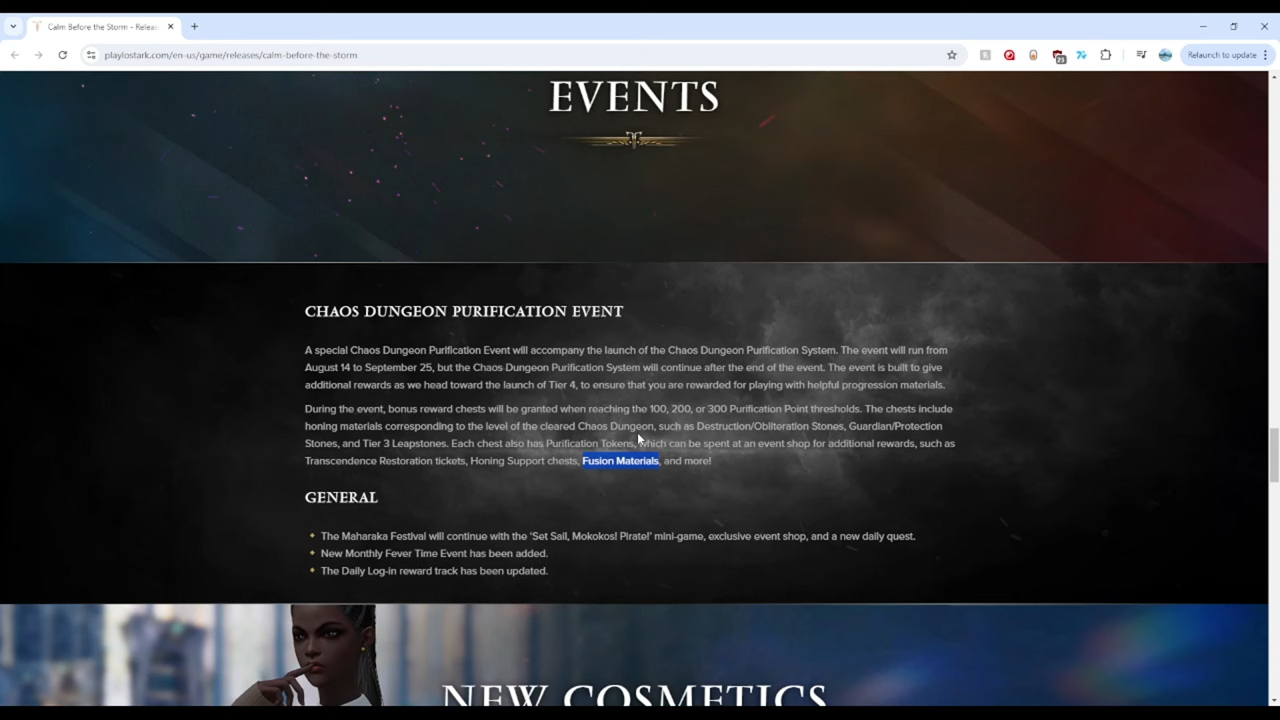 Calm Before the Storm - Releas
playlostark.com/en-us/game/releases/calm-before-the-storm
23
Relaunch to update
EVENTS
CHAOS DUNGEON PURIFICATION EVENT
A special Chaos Dungeon Purification Event will accompany the launch of the Chaos Dungeon Purification System. The event will run from
August 14 to September 25, but the Chaos Dungeon Purification System will continue after the end of the event. The event is built to give
additional rewards as we head toward the launch of Tier 4, to ensure that you are rewarded for playing with helpful progression materials.
During the event, bonus reward chests will be granted when reaching the 100, 200, or 300 Purification Point thresholds. The chests include
honing materials corresponding to the level of the cleared Chaos Dungeon, such as Destruction/Obliteration Stones, Guardian/Protection
Stones, and Tier 3 Leapstones. Each chest also has Purification Tokens, which can be spent at an event shop for additional rewards, such as
Transcendence Restoration tickets, Honing Support chests, Fusion Materials, and more!
GENERAL
The Maharaka Festival will continue with the 'Set Sail, Mokokos! Pirate!' mini-game, exclusive event shop, and a new daily quest.
New Monthly Fever Time Event has been added.
The Daily Log-in reward track has been updated.
NEW COSMETICS